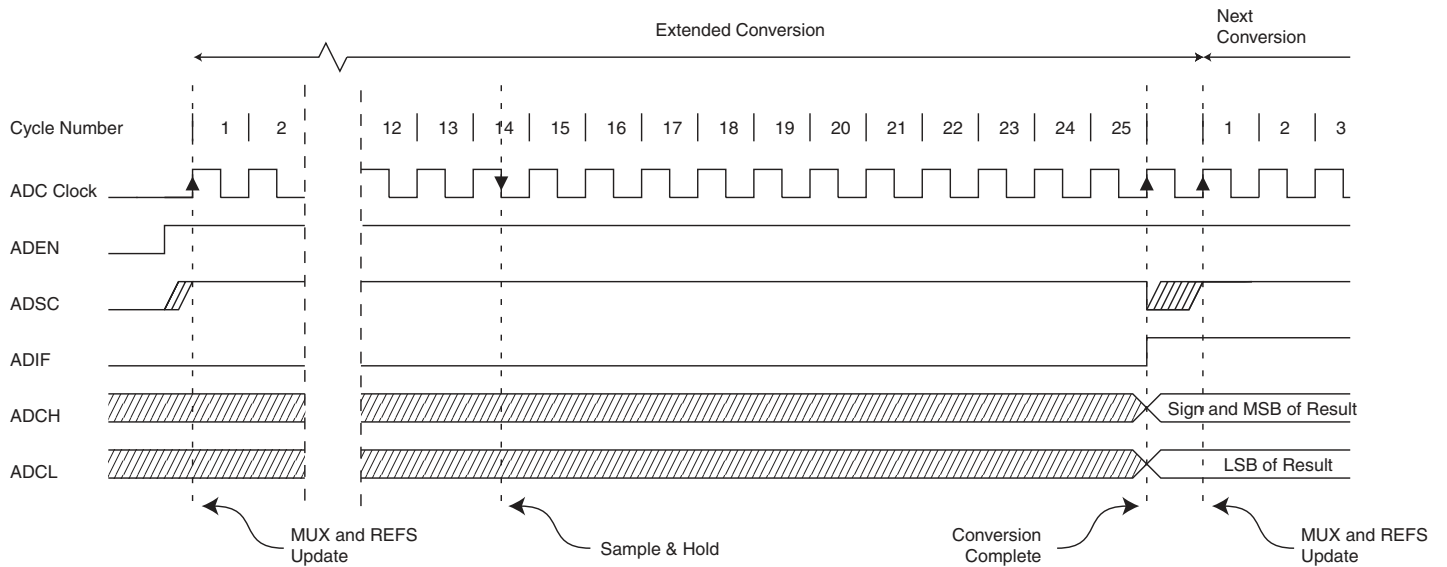 Extended Conversion
Next
Conversion
Cycle Number 1 2 12 13 14 15 16 17 18 19 20 21 22 23 24 25 1 2 3
ADC Clock
ADEN
ADSC
ADIF
ADCH
Sign and MSB of Result
ADCL
LSB of Result
MUX and REFS
Update
Sample & Hold
Conversion
Complete
MUX and REFS
Update